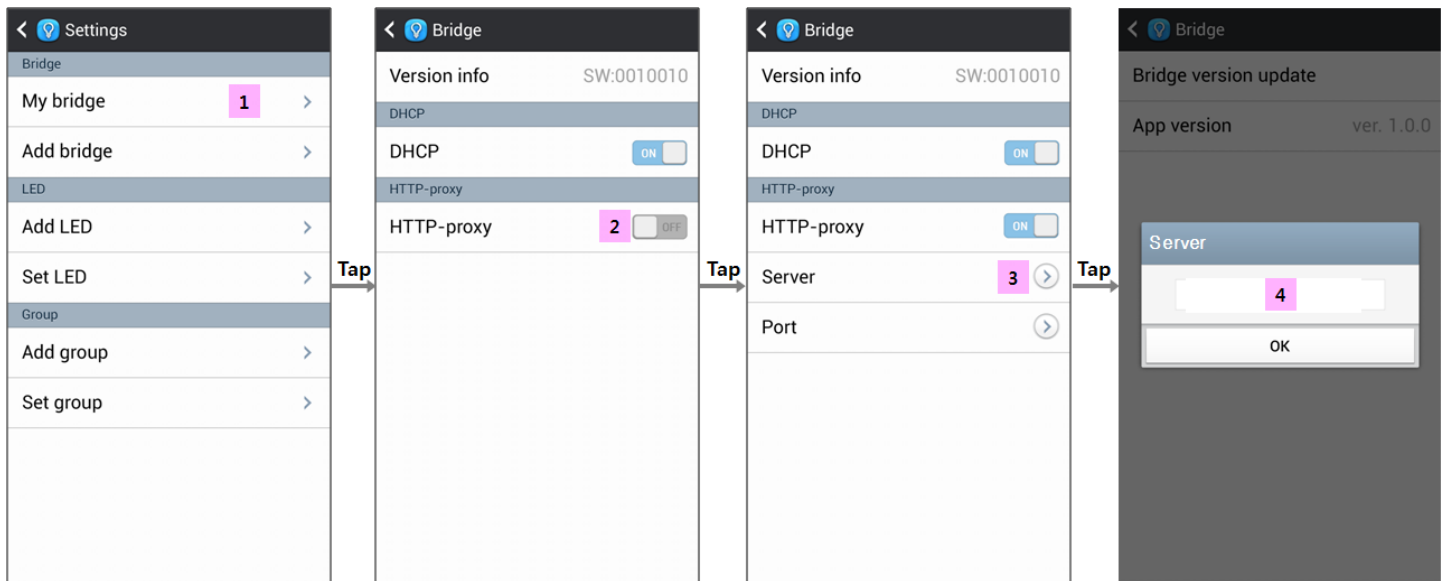 Settings
Bridge
My bridge 1
Add bridge
LED
Add LED
Set LED
Group
Add group
Set group
Tap
Bridge
Version info SW:0010010
DHCP
DHCP ON
HTTP-proxy
HTTP-proxy 2 OFF
Tap
Bridge
Version info SW:0010010
DHCP
DHCP ON
HTTP-proxy
HTTP-proxy ON
Server 3
Port
Tap
Bridge
Bridge version update
App version ver. 1.0.0
Server
4
OK